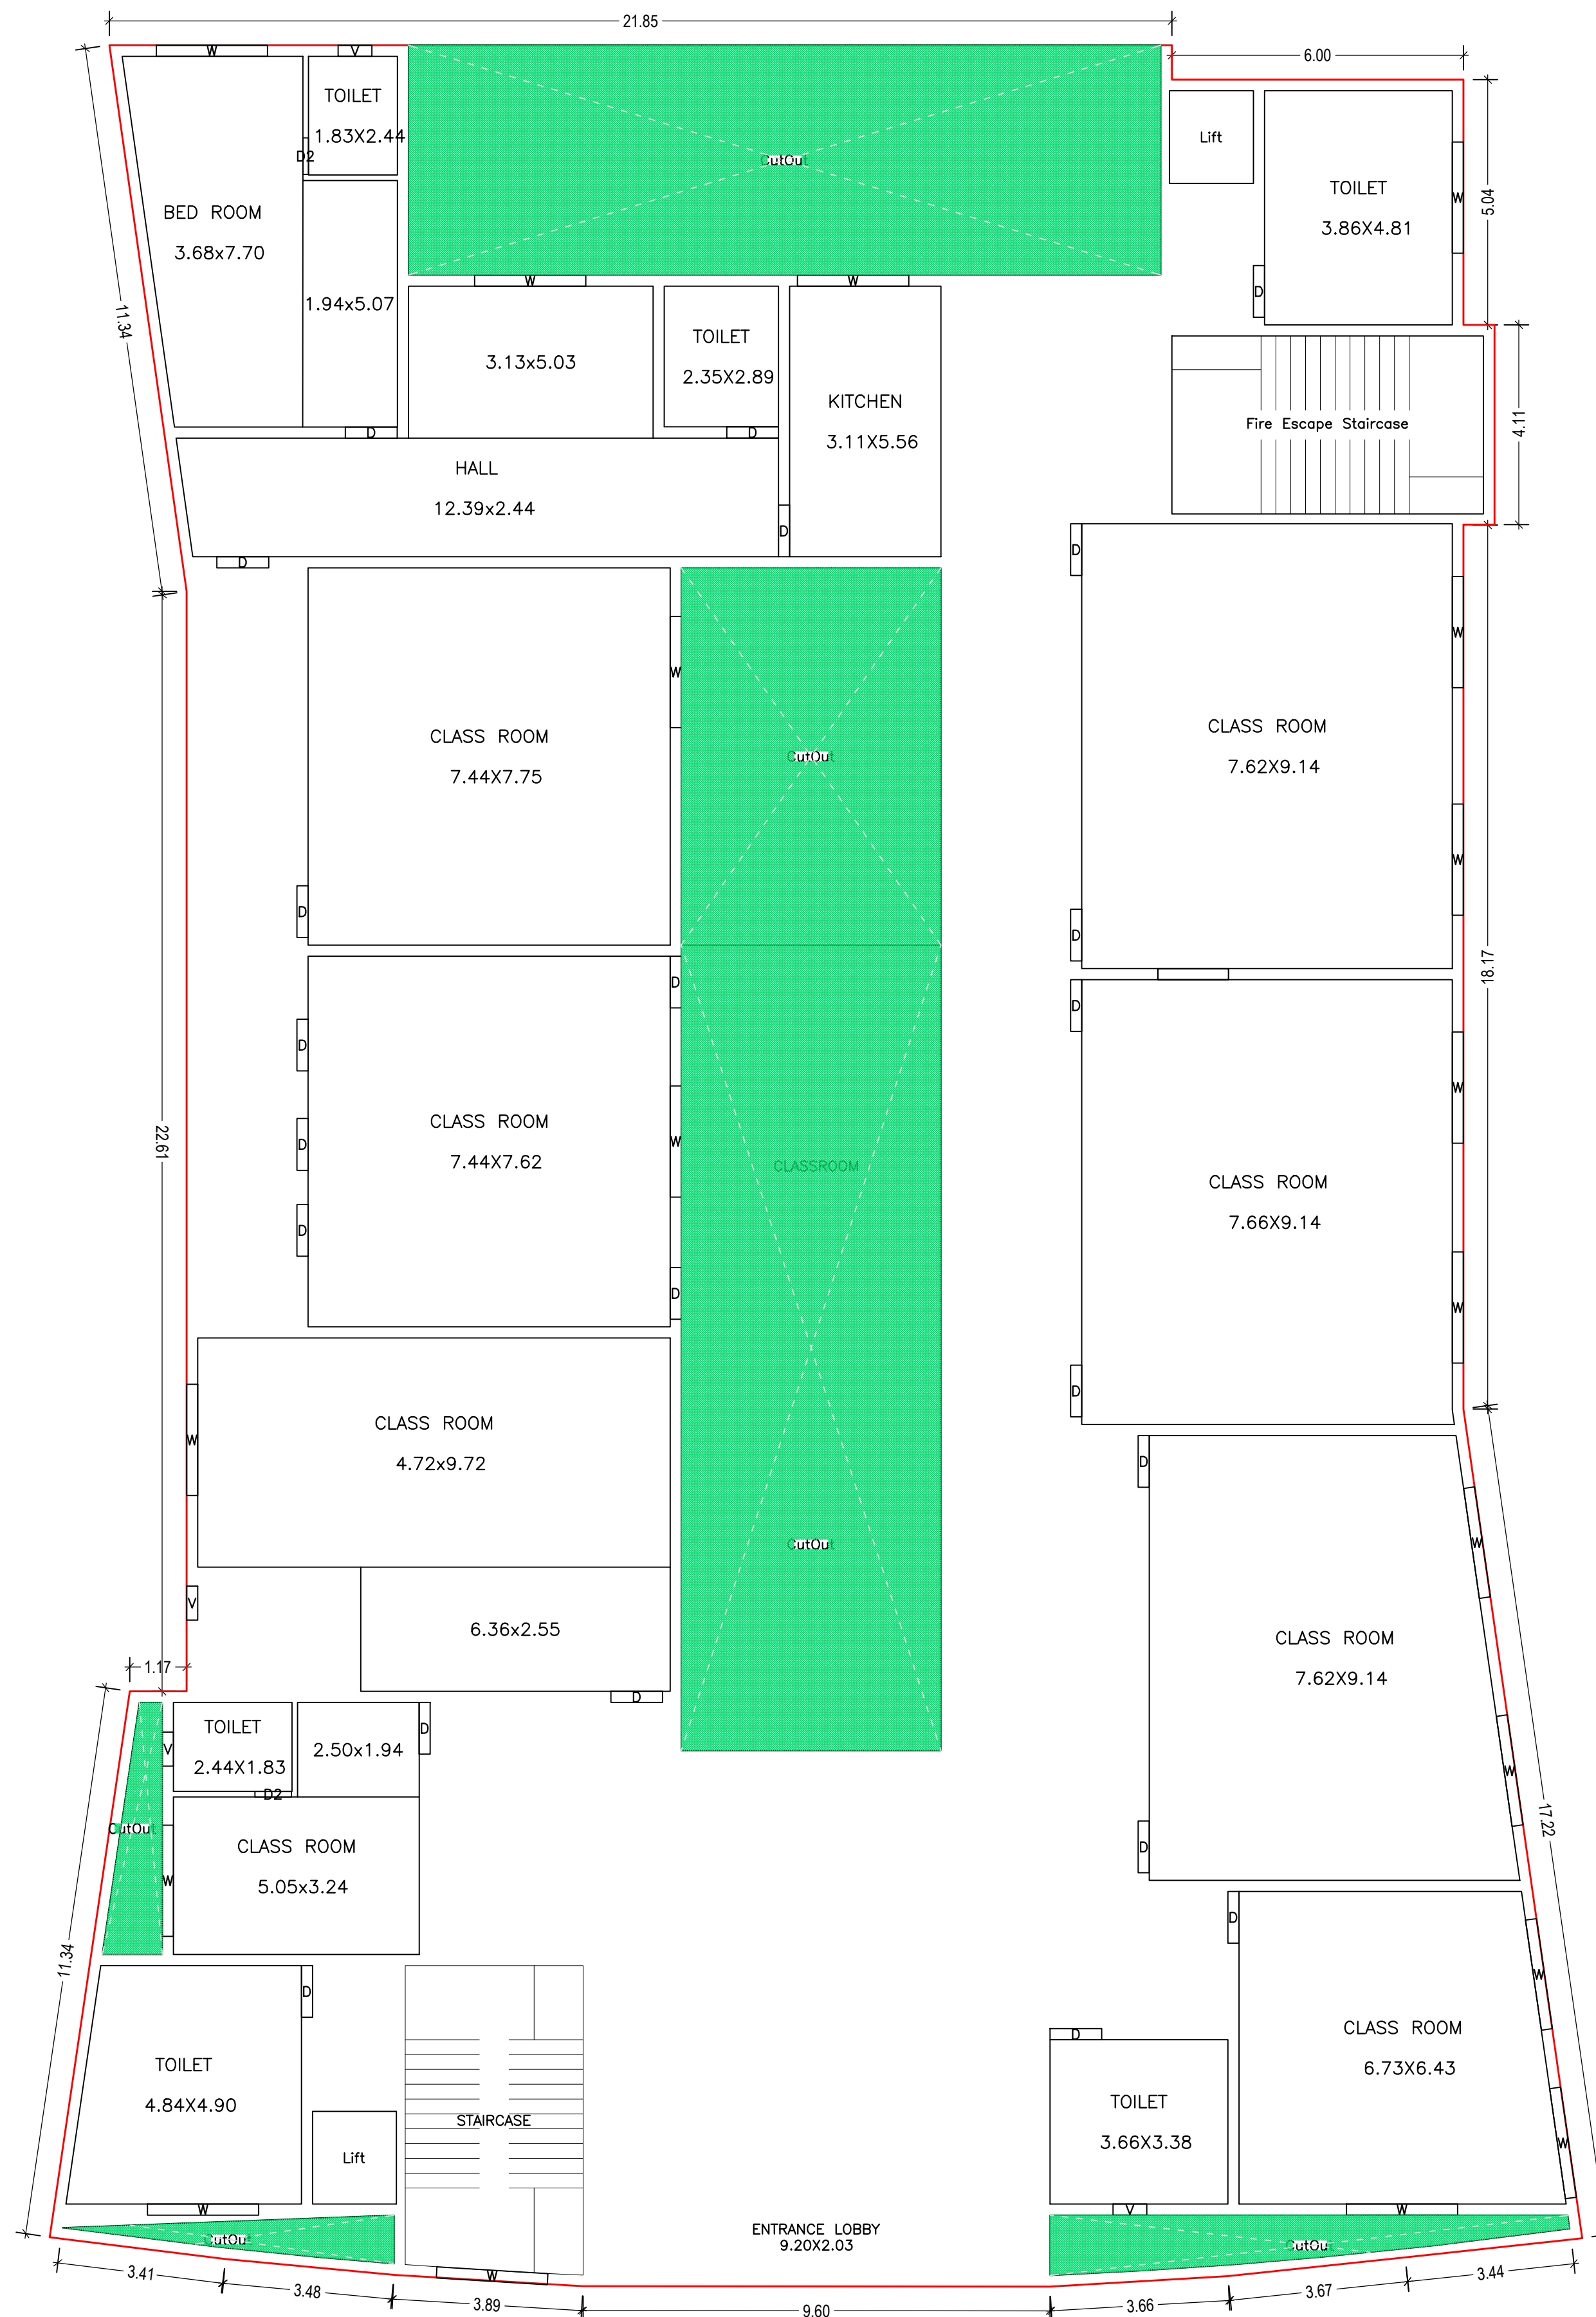 21.85
6.00
W
V
TOILET
1.83X2.44
D2
CutOut
Lift
TOILET
3.86X4.81
W
5.04
BED ROOM
3.68x7.70
D
11.34
1.94x5.07
W
W
3.13x5.03
TOILET
2.35X2.89
KITCHEN
3.11X5.56
Fire Escape Staircase
4.11
D
D
HALL
12.39x2.44
D
D
D
W
W
CLASS ROOM
7.44X7.75
CutOut
CLASS ROOM
7.62X9.14
W
D
D
18.17
D
D
D
W
22.61
CLASS ROOM
7.44X7.62
W
D
CLASSROOM
CLASS ROOM
7.66X9.14
D
D
W
D
CLASS ROOM
4.72x9.72
W
D
W
CutOut
V
6.36x2.55
CLASS ROOM
7.62X9.14
1.17
D
TOILET
2.44X1.83
V
2.50x1.94
D
D2
W
17.22
CutOut
CLASS ROOM
5.05x3.24
W
D
D
11.34
D
W
TOILET
4.84X4.90
D
CLASS ROOM
6.73X6.43
STAIRCASE
TOILET
3.66X3.38
Lift
W
W
V
W
CutOut
ENTRANCE LOBBY
9.20X2.03
CutOut
W
3.41
3.48
3.89
9.60
3.66
3.67
3.44